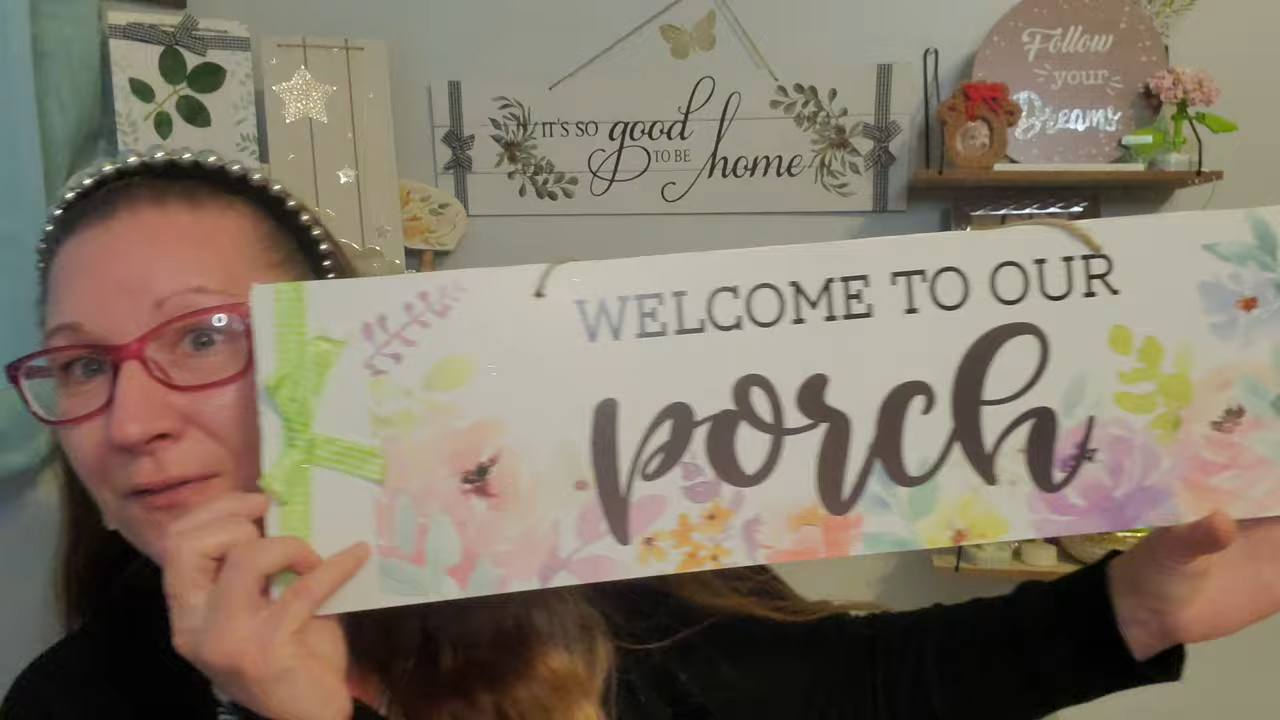 IT'S SO good
TO BE home
Follow
your
Dreams
WELCOME TO OUR
porch